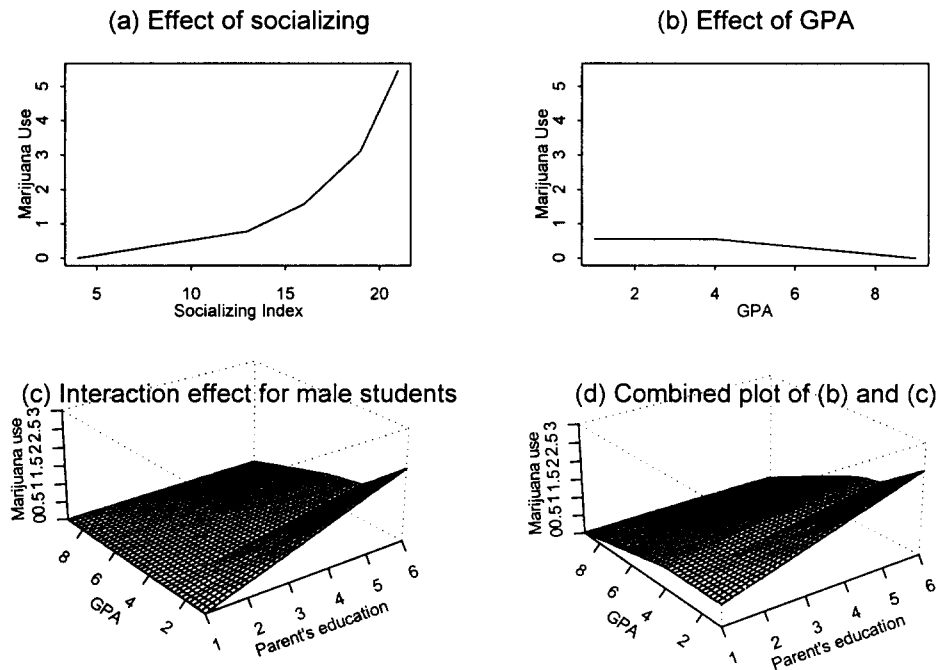 (a) Effect of socializing
(b) Effect of GPA
Marijuana Use
0 1 2 3 4 5
5 10 15 20
Socializing Index
Marijuana Use
0 1 2 3 4 5
2 4 6 8
GPA
(c) Interaction effect for male students
(d) Combined plot of (b) and (c)
Marijuana use
00.511.522.53
8 6 4 2
GPA
1 2 3 4 5 6
Parent's education
Marijuana use
00.511.522.53
8 6 4 2
GPA
1 2 3 4 5 6
Parent's education